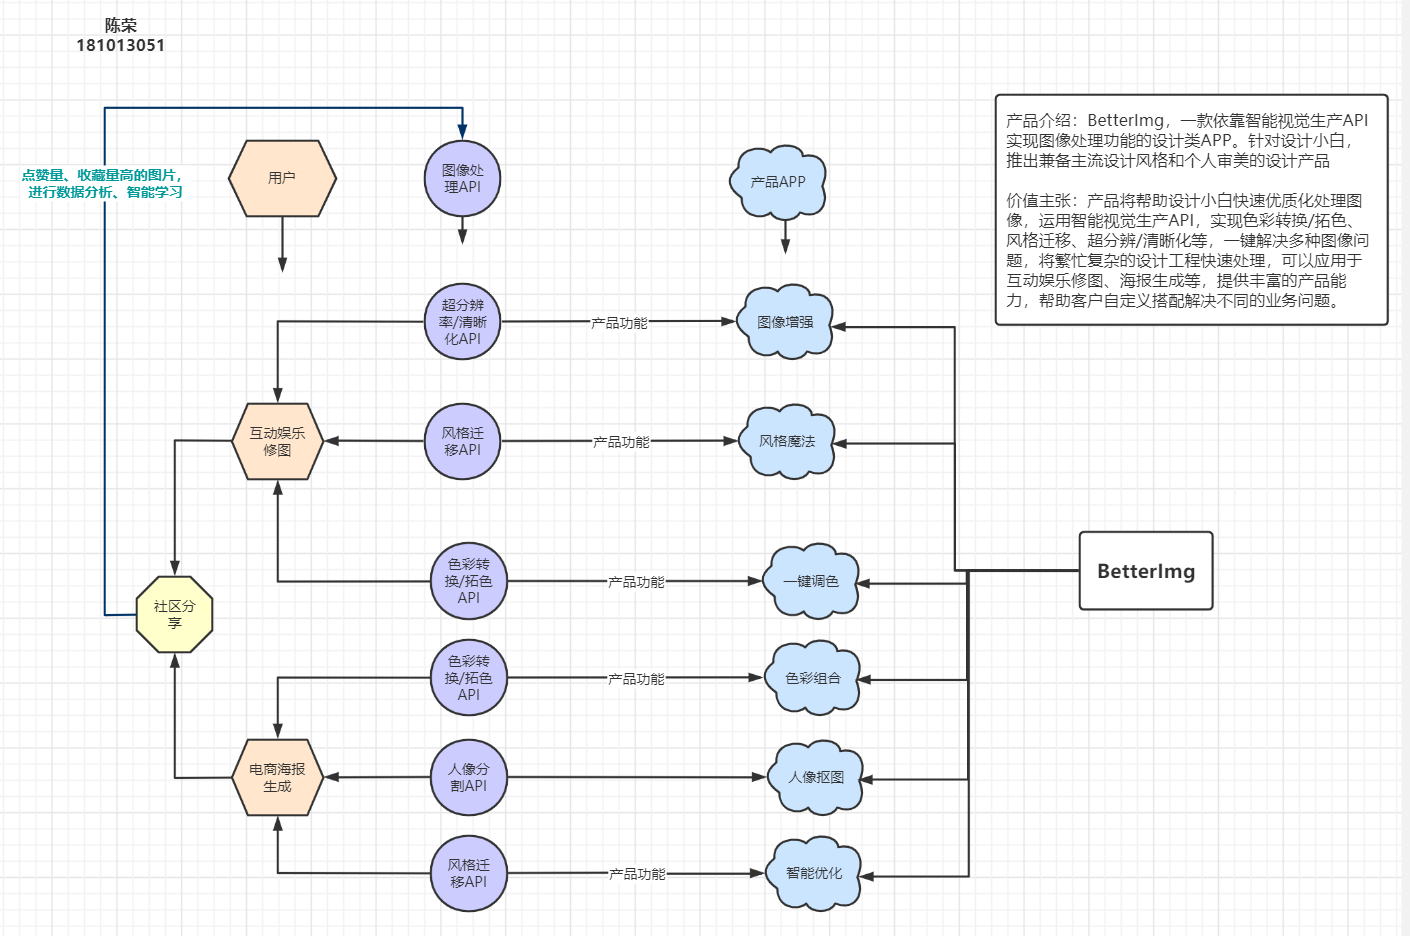 陈荣
181013051
产品介绍：BetterImg，一款依靠智能视觉生产API
实现图像处理功能的设计类APP。针对设计小白，
推出兼备主流设计风格和个人审美的设计产品
价值主张：产品将帮助设计小白快速优质化处理图
像，运用智能视觉生产API，实现色彩转换/拓色、
风格迁移、超分辨/清晰化等，一键解决多种图像问
题，将繁忙复杂的设计工程快速处理，可以应用于
互动娱乐修图、海报生成等，提供丰富的产品能
力，帮助客户自定义搭配解决不同的业务问题。
点赞量、收藏量高的图片，
进行数据分析、智能学习
用户
图像处
理API
产品APP
超分辨
率/清晰
化API
产品功能
图像增强
互动娱乐
修图
风格迁
移API
产品功能
风格魔法
色彩转
换/拓色
API
产品功能
一键调色
BetterImg
社区分
享
色彩转
换/拓色
API
产品功能
色彩组合
电商海报
生成
人像分
割API
人像抠图
风格迁
移API
产品功能
智能优化